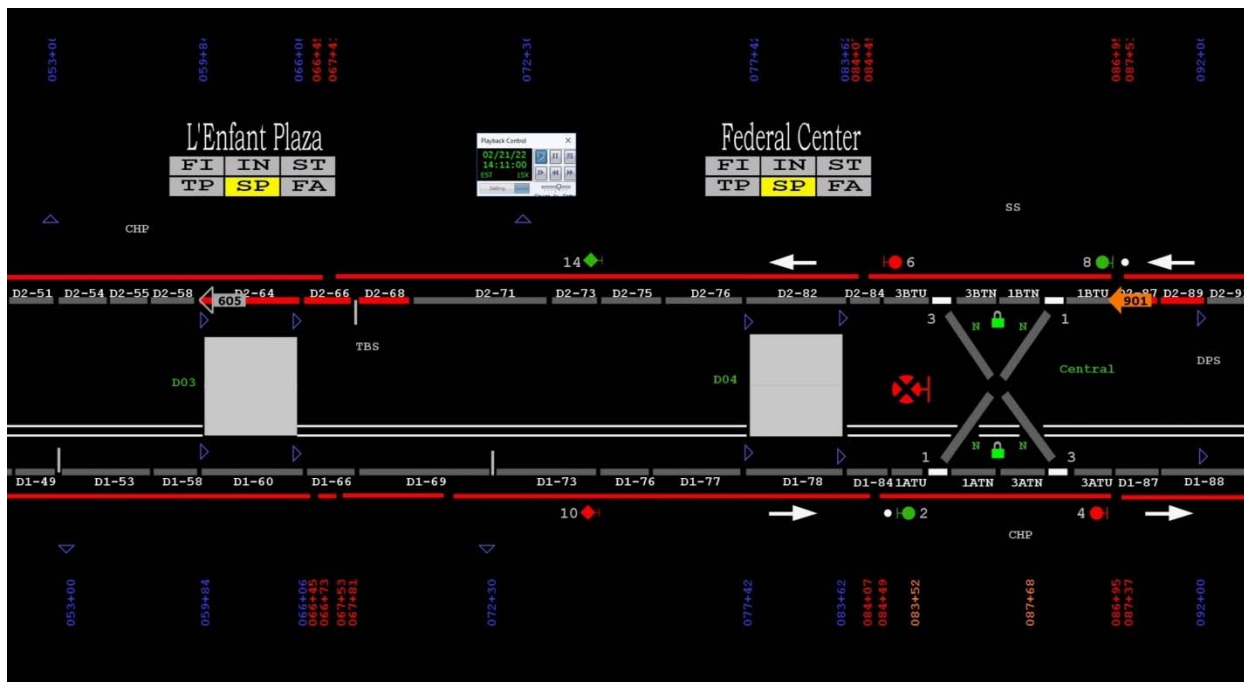 053+00 059+84 066+06 066+45 072+30 077+42 084+49 086+95 092+00
L'Enfant Plaza
FI IN ST
TP SP FA
Playback Control
02/21/22
14:11:00
EST 15X
Federal Center
FI IN ST
TP SP FA
SS
CHP
14 6 8
D2-51 D2-54 D2-55 D2-58 D2-64 D2-66 D2-68 D2-71 D2-73 D2-75 D2-76 D2-82 D2-84 3BTU 3BTN 1BTN 1BTU D2-87 D2-89
605 901
3 N N 1
TBS
Central
DPS
D03 D04
1 N N 3
D1-49 D1-53 D1-58 D1-60 D1-66 D1-69 D1-73 D1-76 D1-77 D1-78 D1-84 1ATU 1ATN 3ATN 3ATU D1-87 D1-88
10 2 4
CHP
053+00 059+84 066+06 066+45 066+73 067+53 067+81 072+30 077+42 083+62 084+07 084+49 083+52 087+68 086+95 087+37 092+00